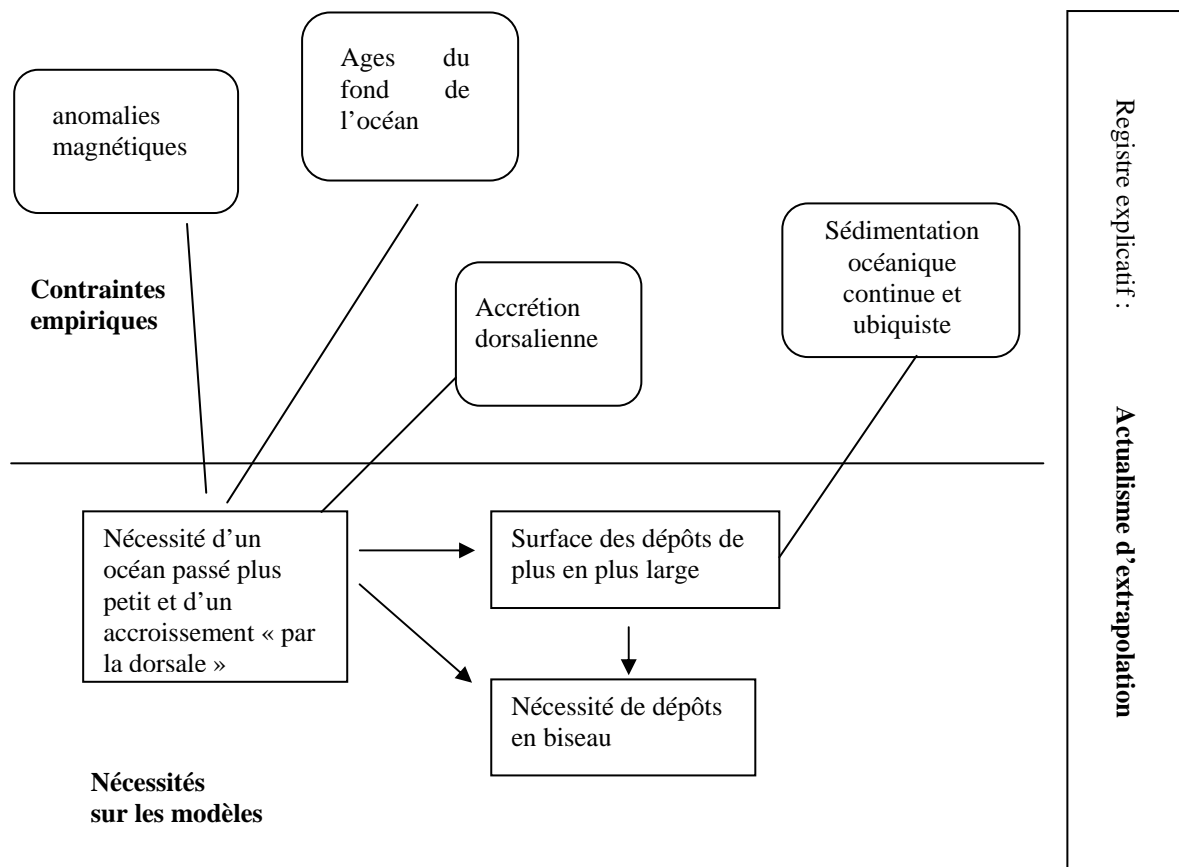 Ages du
fond de
l’océan
anomalies
magnétiques
Sédimentation
océanique
continue et
ubiquiste
Contraintes
empiriques
Accrétion
dorsalienne
Nécessité d’un
océan passé plus
petit et d’un
accroissement « par
la dorsale »
Surface des dépôts de
plus en plus large
Nécessité de dépôts
en biseau
Nécessités
sur les modèles
Registre explicatif :
Actualisme d’extrapolation